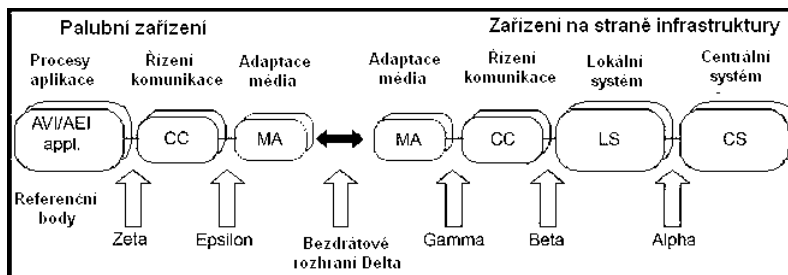 Palubní zařízení
Zařízení na straně infrastruktury
Procesy aplikace
Řízení komunikace
Adaptace média
Adaptace média
Řízení komunikace
Lokální systém
Centrální systém
AVI/AEI appl.
CC
MA
MA
CC
LS
CS
Referenční body
Zeta
Epsilon
Bezdrátové rozhraní Delta
Gamma
Beta
Alpha